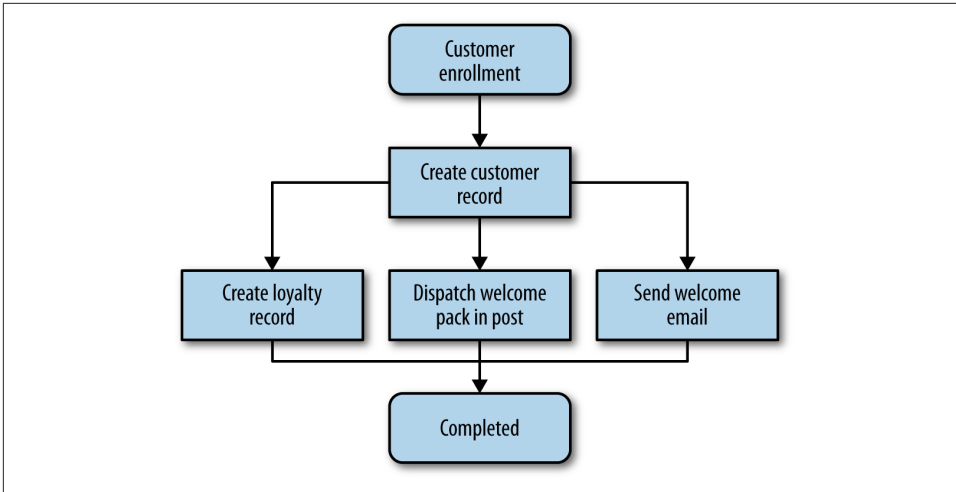 Customer
enrollment
Create customer
record
Create loyalty
record
Dispatch welcome
pack in post
Send welcome
email
Completed